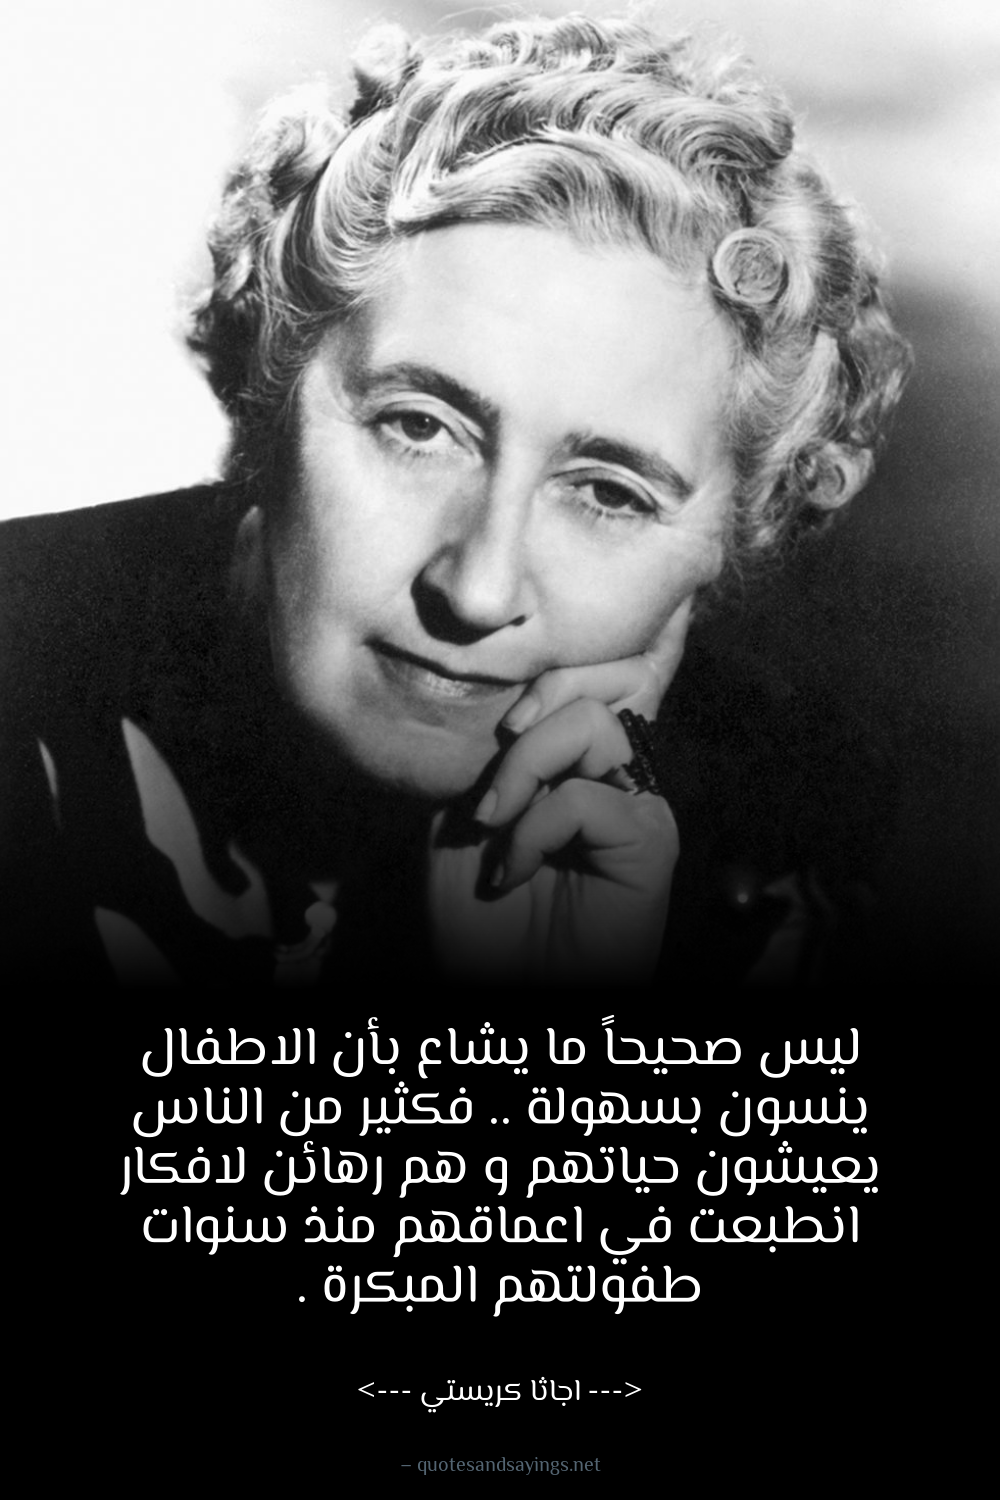 ليس صحيحاً ما يشاع بأن الاطفال
ينسون بسهولة .. فكثير من الناس
يعيشون حياتهم و هم رهائن لافكار
انطبعت في اعماقهم منذ سنوات
طفولتهم المبكرة .
<--- اجاثا كريستي --->
– quotesandsayings.net